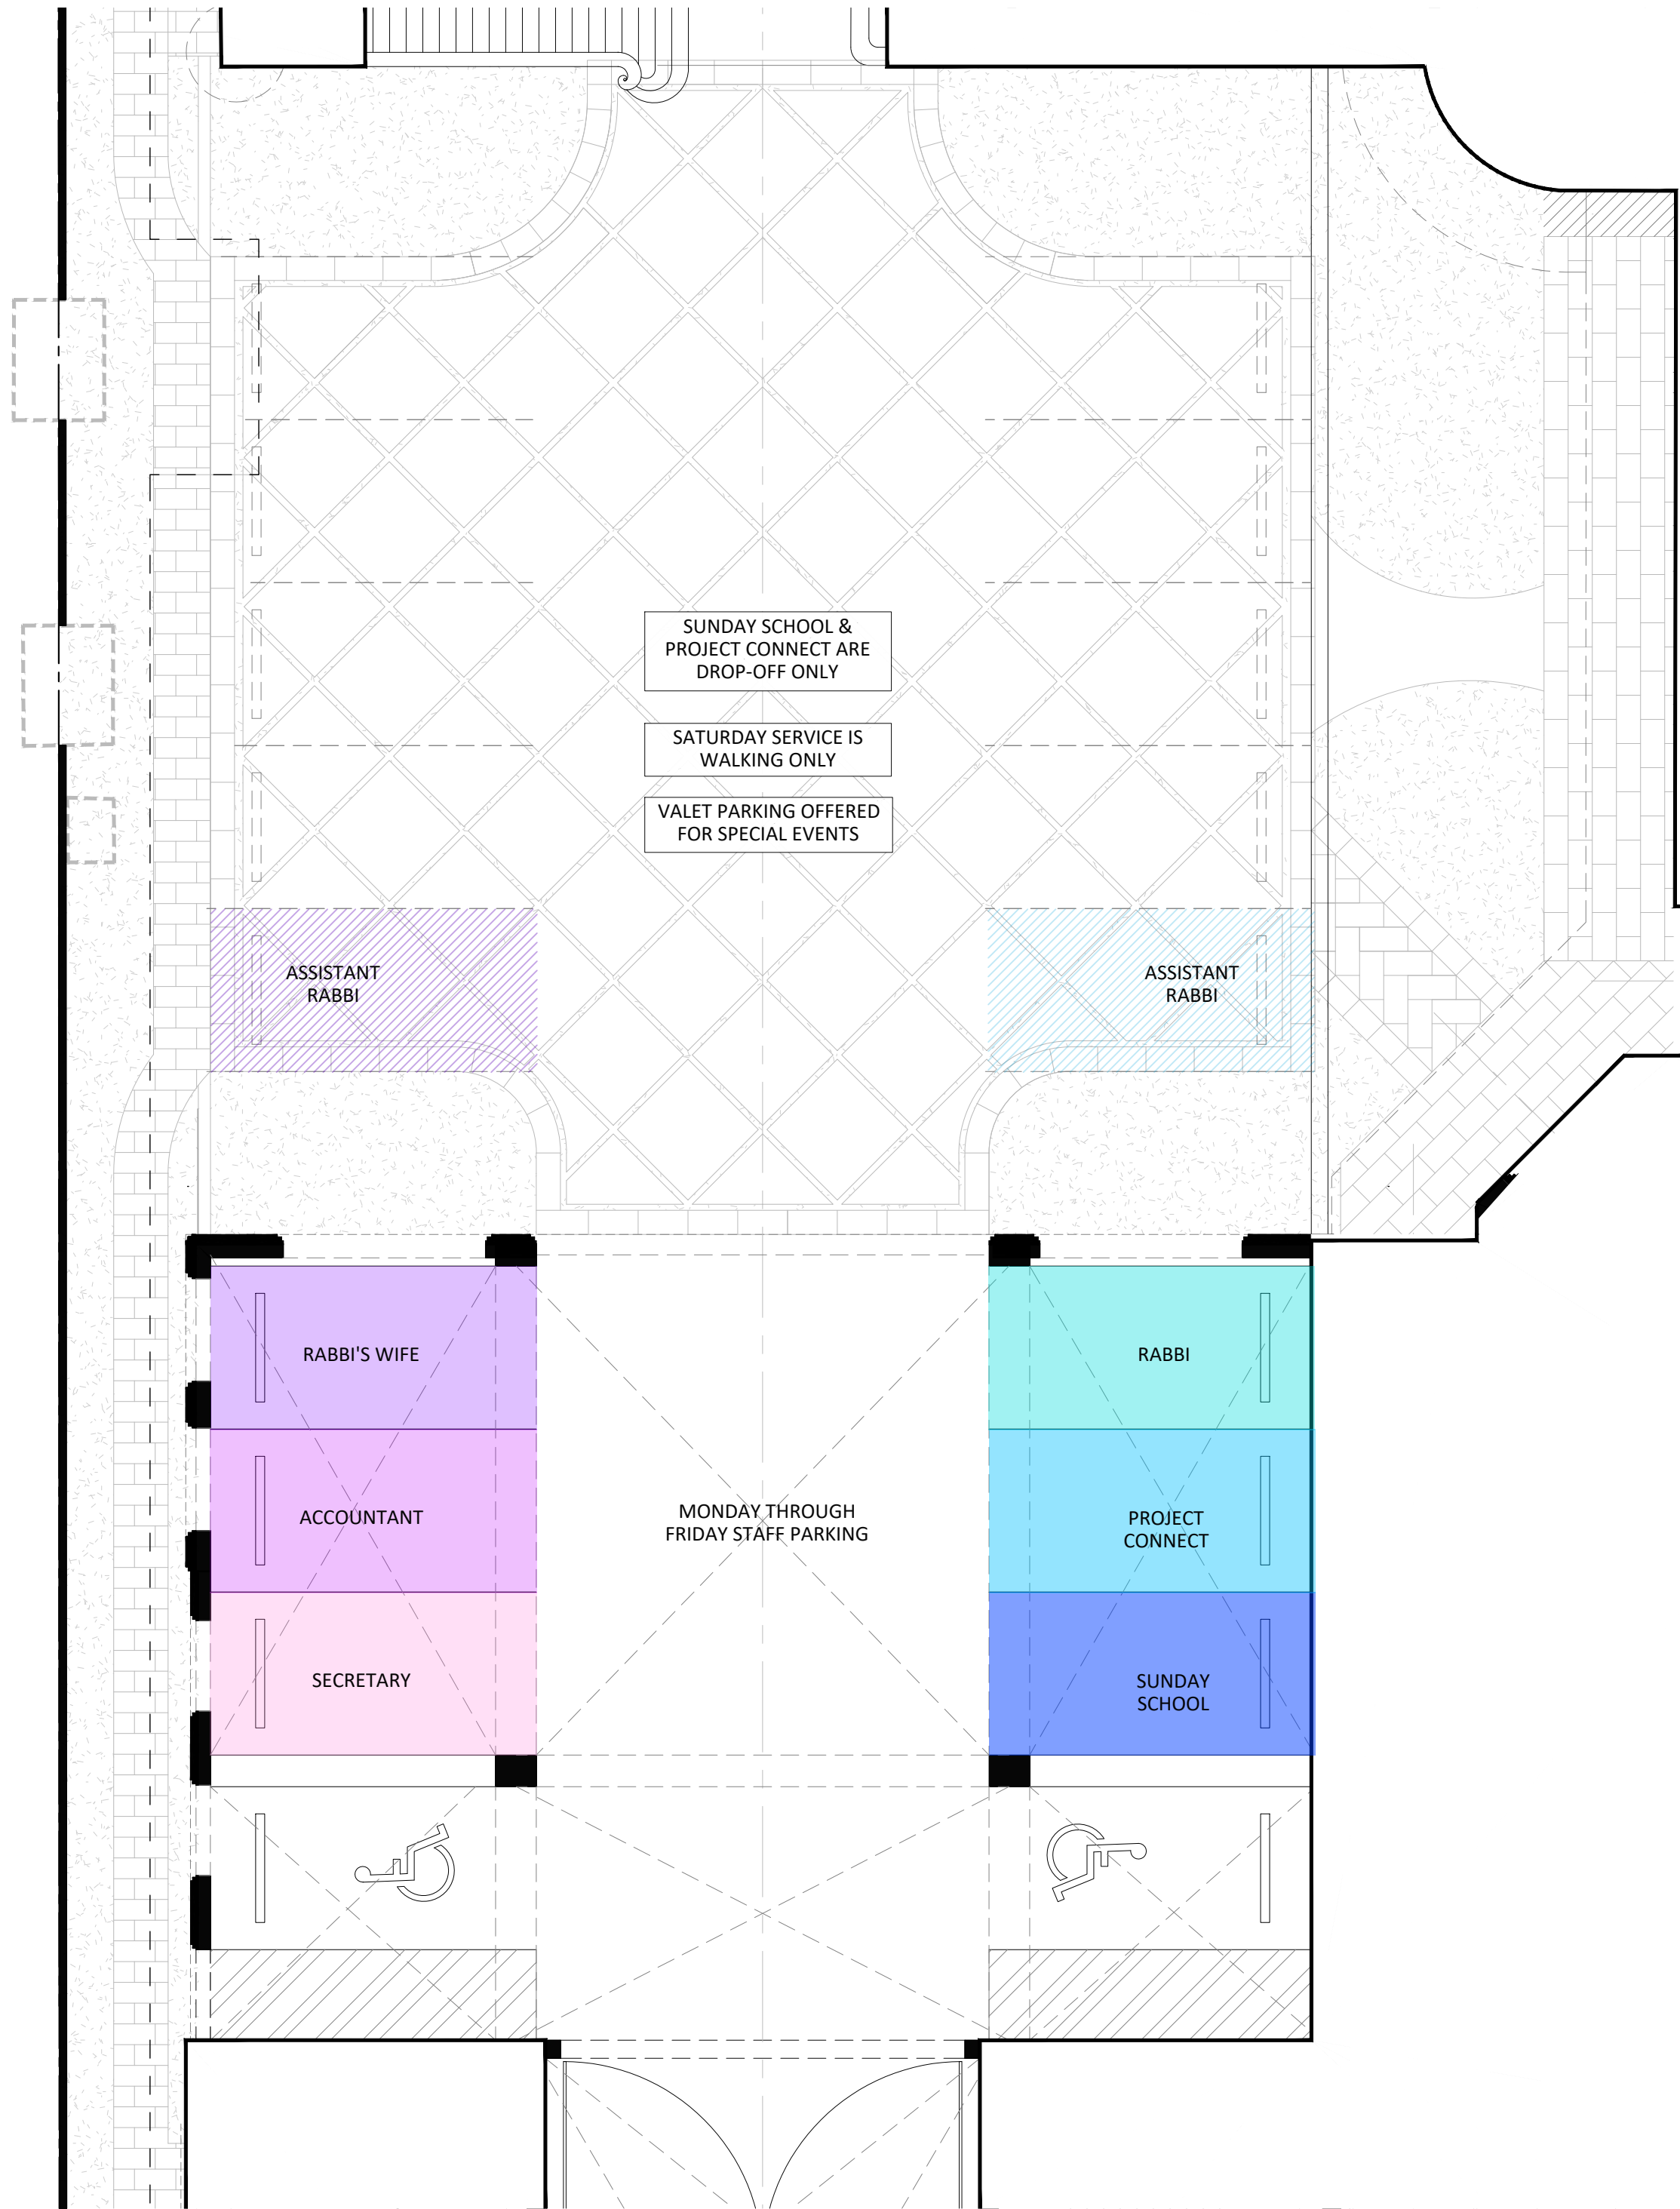 SUNDAY SCHOOL &
PROJECT CONNECT ARE
DROP-OFF ONLY
SATURDAY SERVICE IS
WALKING ONLY
VALET PARKING OFFERED
FOR SPECIAL EVENTS
ASSISTANT
RABBI
ASSISTANT
RABBI
RABBI'S WIFE
RABBI
ACCOUNTANT
MONDAY THROUGH
FRIDAY STAFF PARKING
PROJECT
CONNECT
SECRETARY
SUNDAY
SCHOOL